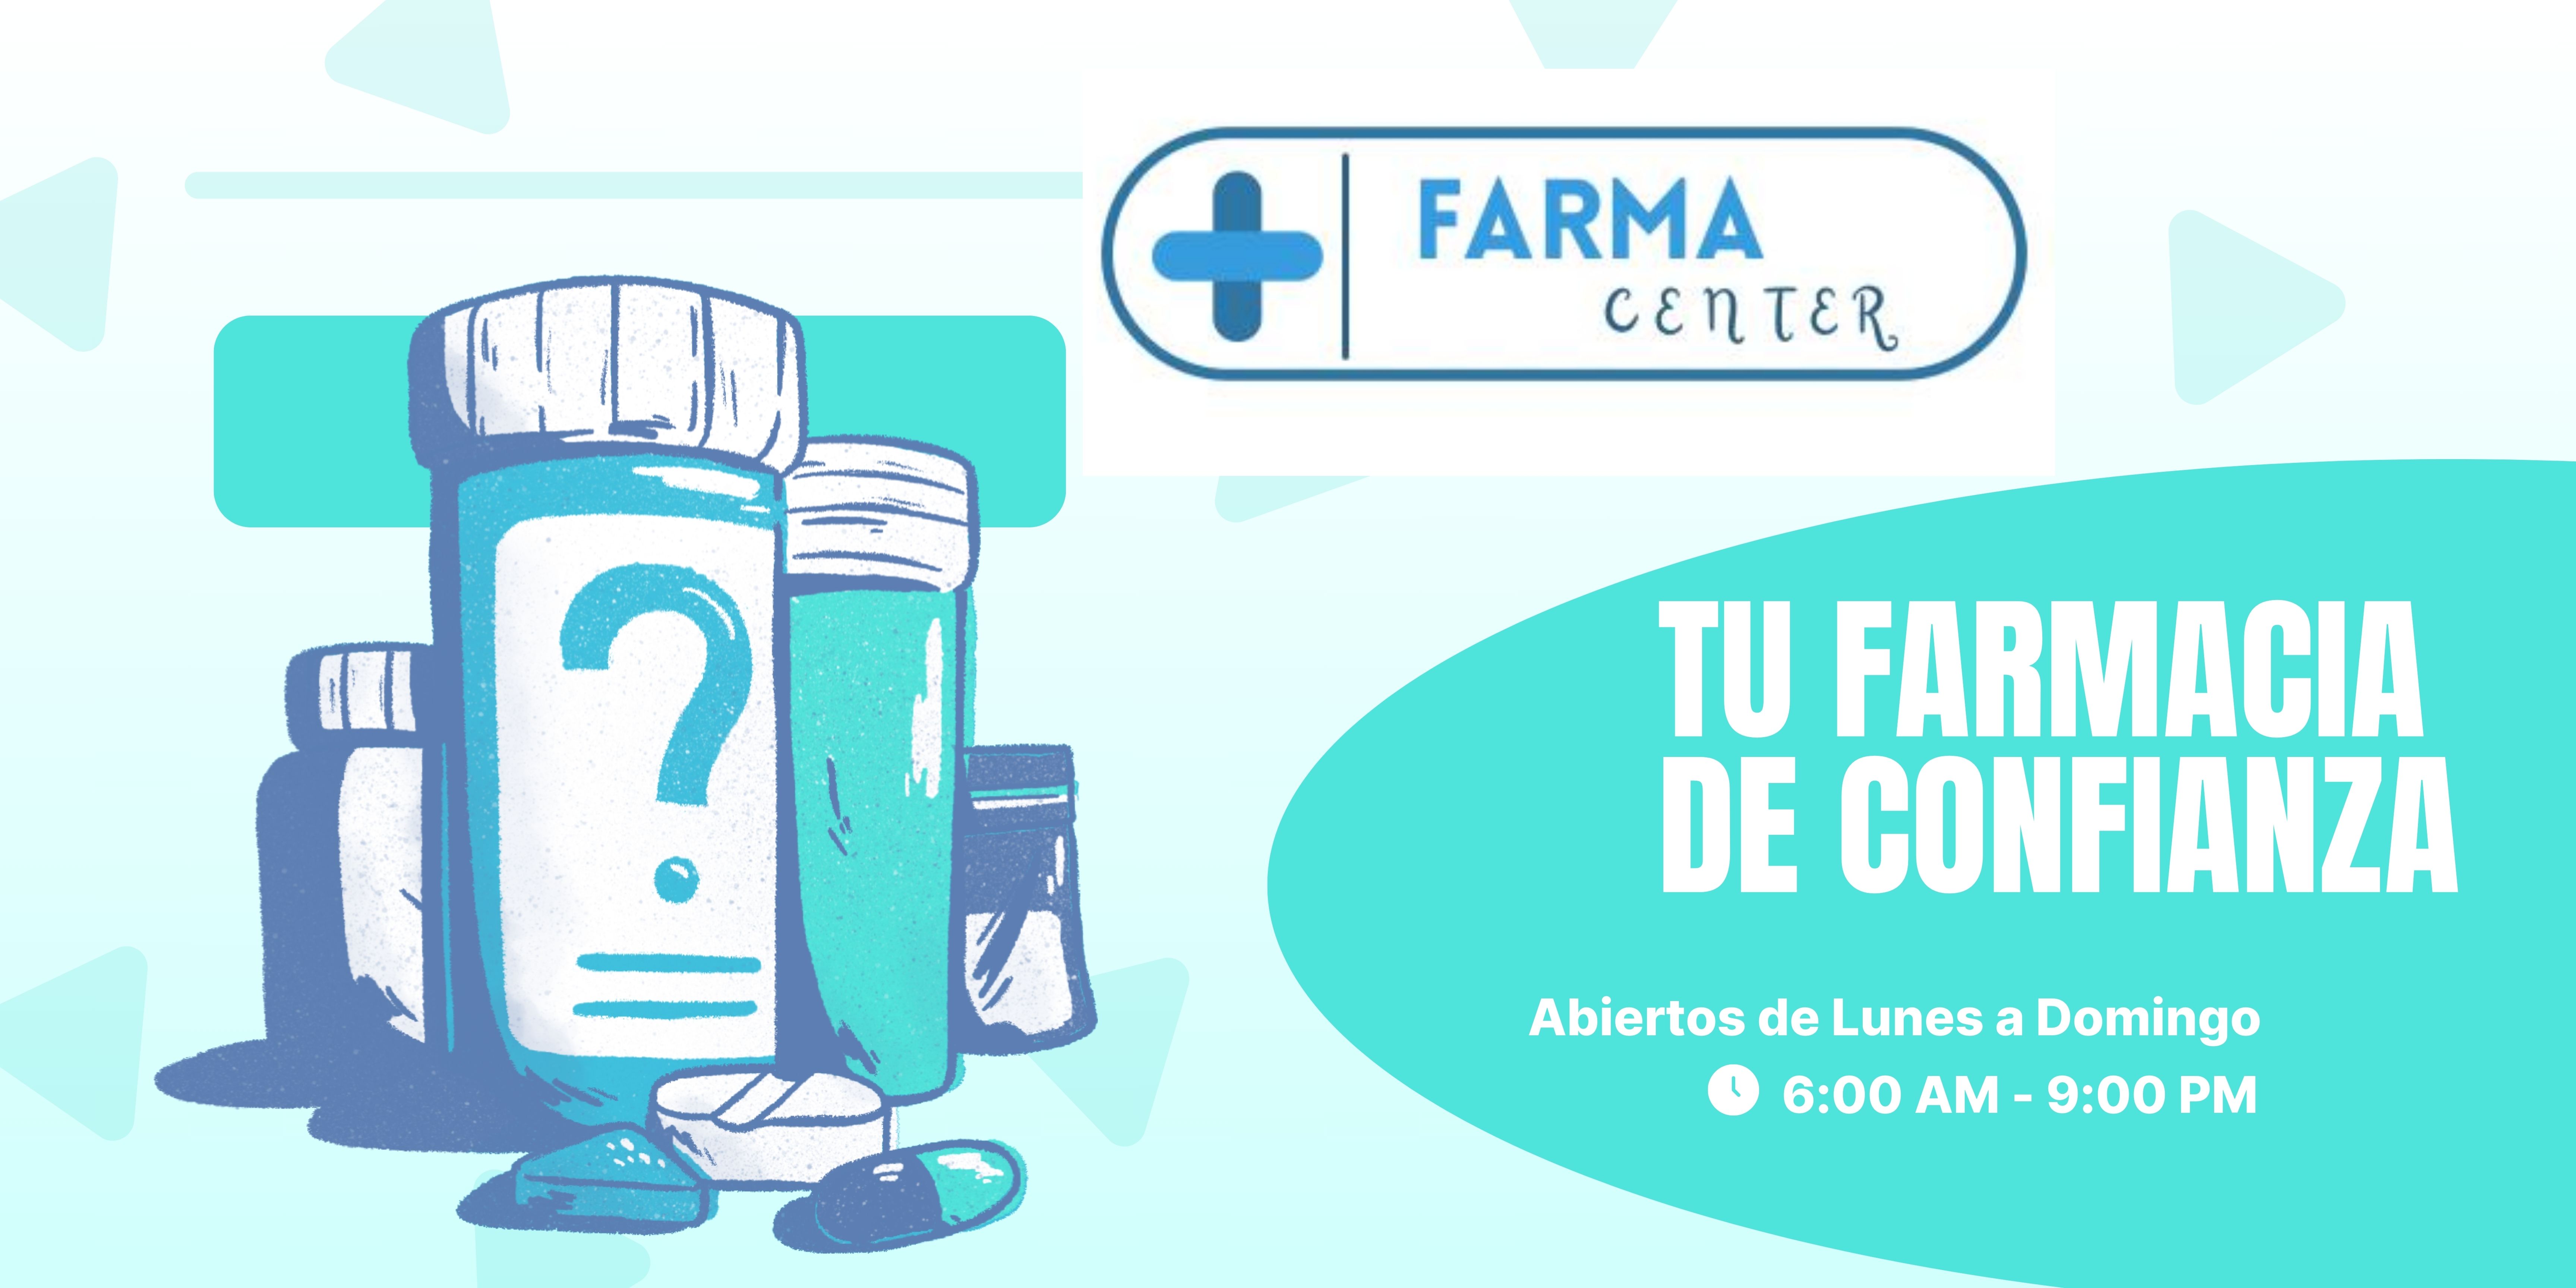 FARMA
CENTER
?
TU FARMACIA
DE CONFIANZA
Abiertos de Lunes a Domingo
6:00 AM - 9:00 PM